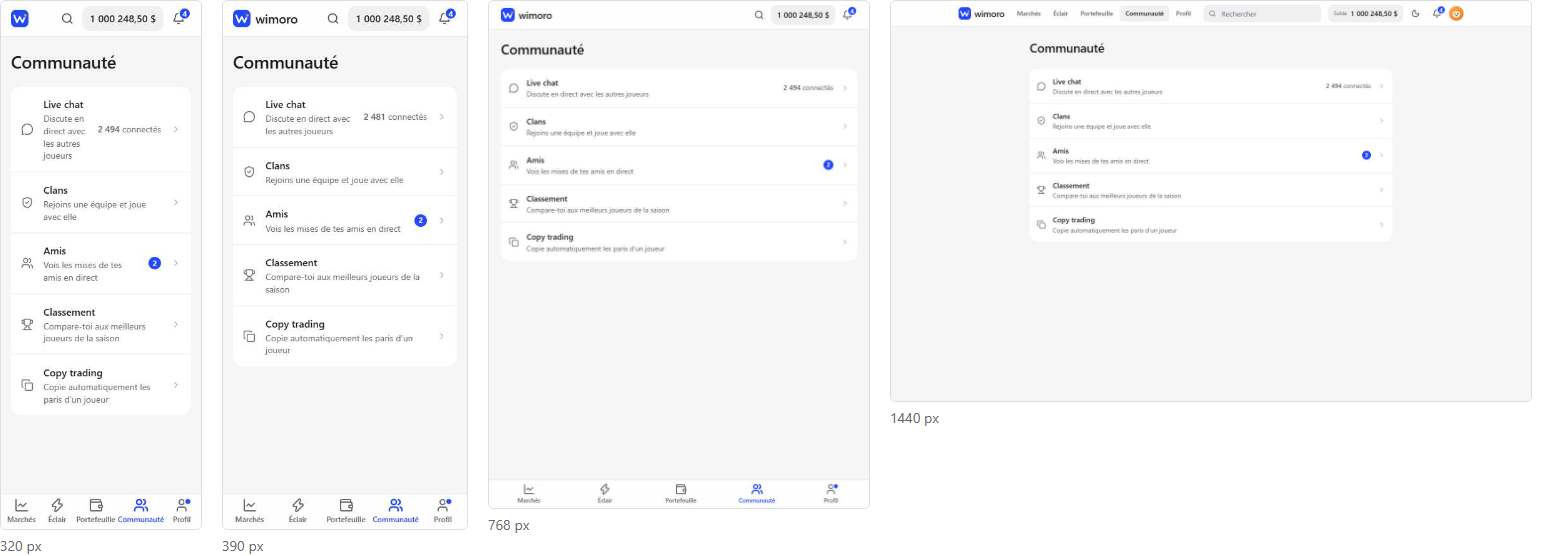 1 000 248,50 $
4
Communauté
Live chat
Discute en
direct avec
les autres
joueurs
2 494 connectés
Clans
Rejoins une équipe et joue
avec elle
Amis
Vois les mises de tes
amis en direct
2
Classement
Compare-toi aux meilleurs
joueurs de la saison
Copy trading
Copie automatiquement les
paris d'un joueur
Marchés Éclair Portefeuille Communauté Profil
320 px
wimoro
1 000 248,50 $
4
Communauté
Live chat
Discute en direct avec
les autres joueurs
2 481 connectés
Clans
Rejoins une équipe et joue avec elle
Amis
Vois les mises de tes amis en direct
2
Classement
Compare-toi aux meilleurs joueurs de la
saison
Copy trading
Copie automatiquement les paris d'un
joueur
Marchés Éclair Portefeuille Communauté Profil
390 px
wimoro
1 000 248,50 $
4
Communauté
Live chat
Discute en direct avec les autres joueurs
2 494 connectés
Clans
Rejoins une équipe et joue avec elle
Amis
Vois les mises de tes amis en direct
2
Classement
Compare-toi aux meilleurs joueurs de la saison
Copy trading
Copie automatiquement les paris d'un joueur
Marchés Éclair Portefeuille Communauté Profil
768 px
wimoro Marchés Éclair Portefeuille Communauté Profil Rechercher Solde 1 000 248,50 $ 4
Communauté
Live chat
Discute en direct avec les autres joueurs
2 494 connectés
Clans
Rejoins une équipe et joue avec elle
Amis
Vois les mises de tes amis en direct
2
Classement
Compare-toi aux meilleurs joueurs de la saison
Copy trading
Copie automatiquement les paris d'un joueur
1440 px